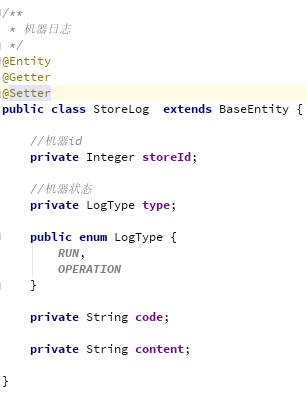 /**
 * 机器日志
 */
@Entity
@Getter
@Setter
public class StoreLog  extends BaseEntity {
    //机器id
    private Integer storeId;
    //机器状态
    private LogType type;
    public enum LogType {
        RUN,
        OPERATION
    }
    private String code;
    private String content;
}